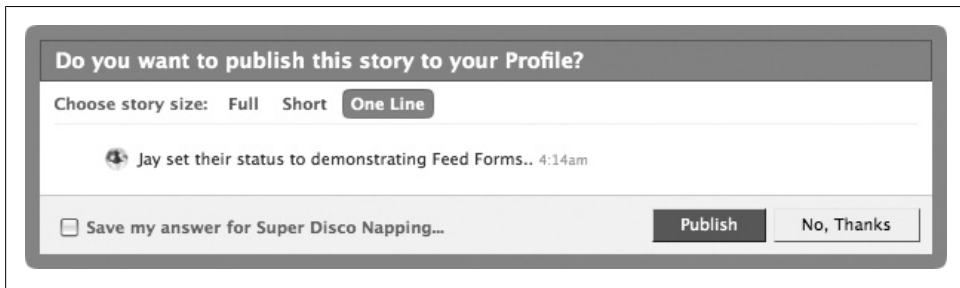 Do you want to publish this story to your Profile?
Choose story size: Full Short One Line
Jay set their status to demonstrating Feed Forms.. 4:14am
Save my answer for Super Disco Napping...
Publish No, Thanks